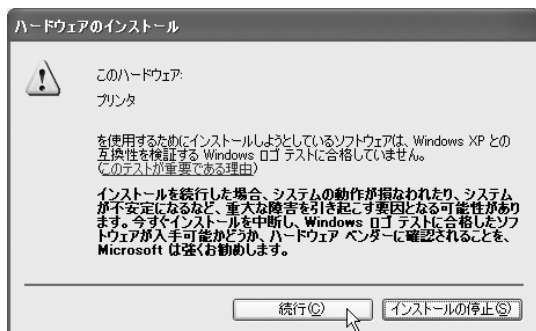 ハードウェアのインストール
このハードウェア:
プリンタ
を使用するためにインストールしようとしているソフトウェアは、Windows XP との
互換性を検証する Windows ロゴ テストに合格していません。
(このテストが重要である理由)
インストールを続行した場合、システムの動作が損なわれたり、システム
が不安定になるなど、重大な障害を引き起こす要因となる可能性があり
ます。今すぐインストールを中断し、Windows ロゴ テストに合格したソフ
トウェアが入手可能かどうか、ハードウェア ベンダーに確認されることを、
Microsoft は強くお勧めします。
続行(C) インストールの停止(S)